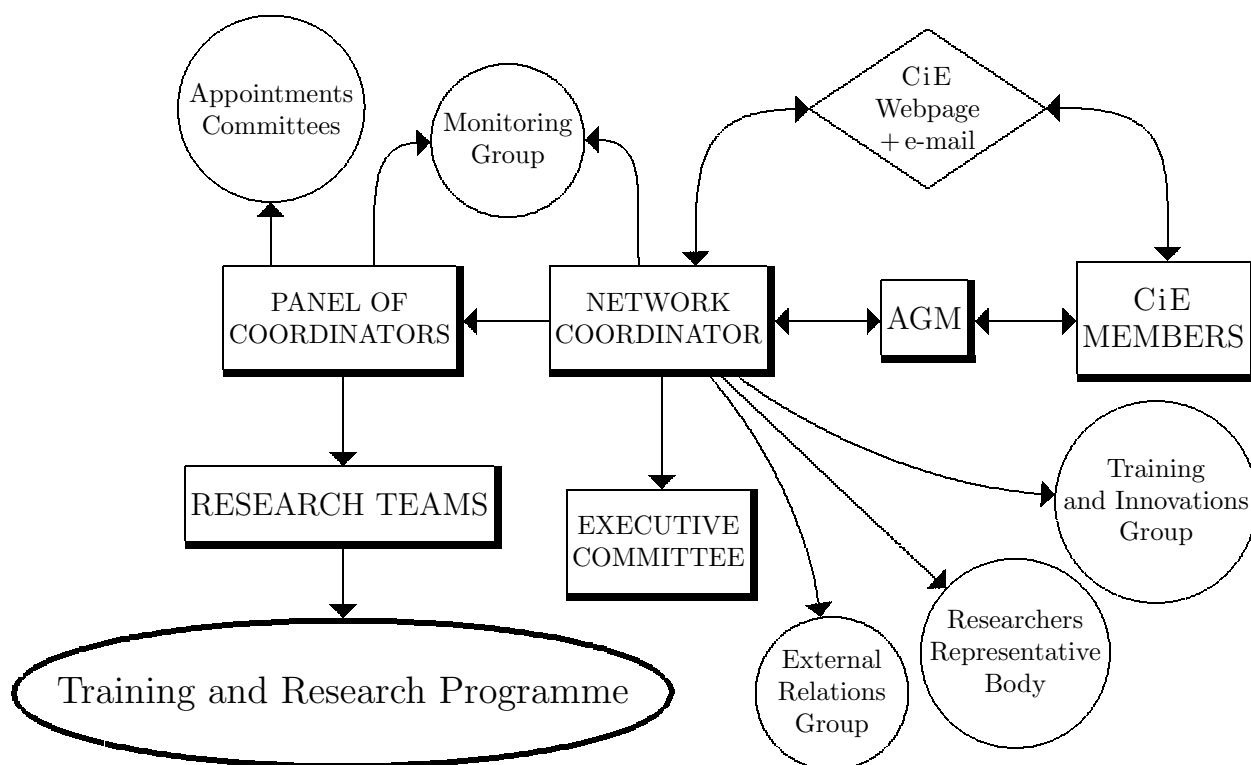 Appointments
Committees
Monitoring
Group
CiE
Webpage
+ e-mail
PANEL OF
COORDINATORS
NETWORK
COORDINATOR
AGM
CiE
MEMBERS
RESEARCH TEAMS
EXECUTIVE
COMMITTEE
Training
and Innovations
Group
Researchers
Representative
Body
External
Relations
Group
Training and Research Programme